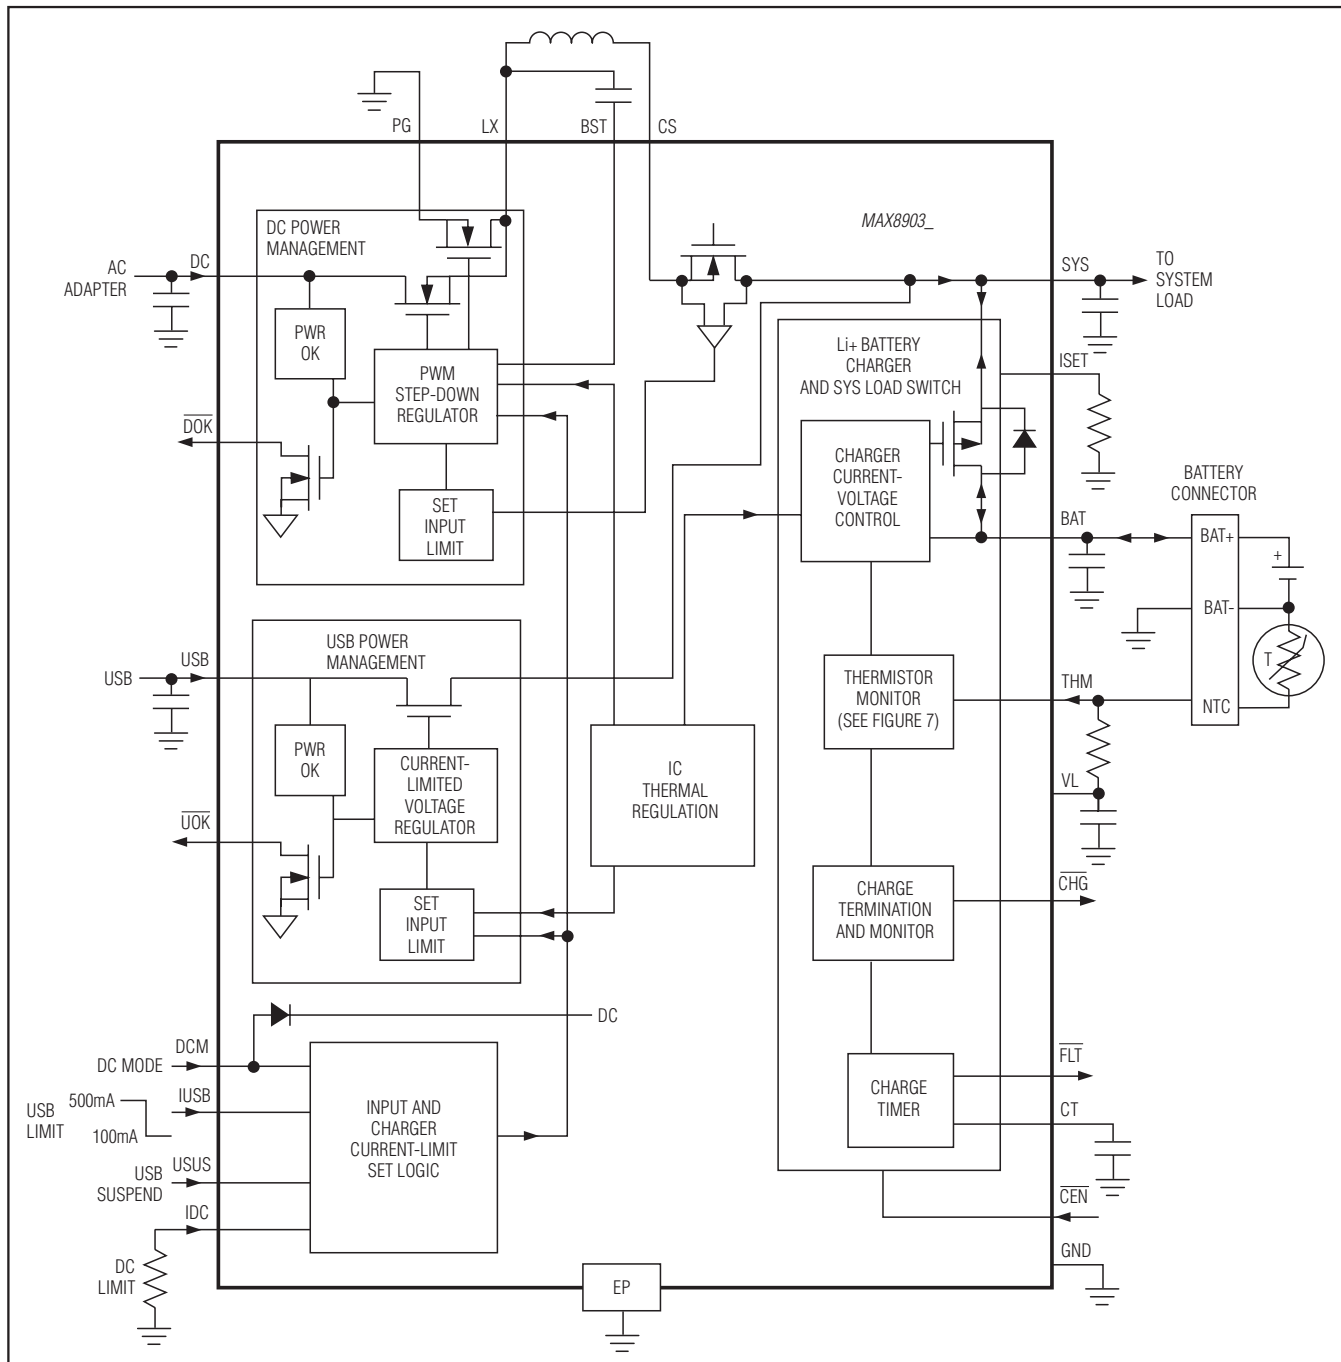 PG
LX
BST
CS
MAX8903_
DC POWER
MANAGEMENT
AC
ADAPTER
DC
PWR
OK
PWM
STEP-DOWN
REGULATOR
DOK
SET
INPUT
LIMIT
SYS
TO
SYSTEM
LOAD
Li+ BATTERY
CHARGER
AND SYS LOAD SWITCH
ISET
CHARGER
CURRENT-
VOLTAGE
CONTROL
BATTERY
CONNECTOR
BAT
BAT+
+
BAT-
T
NTC
USB POWER
MANAGEMENT
USB
USB
PWR
OK
CURRENT-
LIMITED
VOLTAGE
REGULATOR
UOK
SET
INPUT
LIMIT
IC
THERMAL
REGULATION
THERMISTOR
MONITOR
(SEE FIGURE 7)
THM
VL
CHARGE
TERMINATION
AND MONITOR
CHG
DC
DCM
DC MODE
USB
LIMIT
500mA
100mA
IUSB
USUS
USB
SUSPEND
IDC
DC
LIMIT
INPUT AND
CHARGER
CURRENT-LIMIT
SET LOGIC
CHARGE
TIMER
FLT
CT
CEN
GND
EP